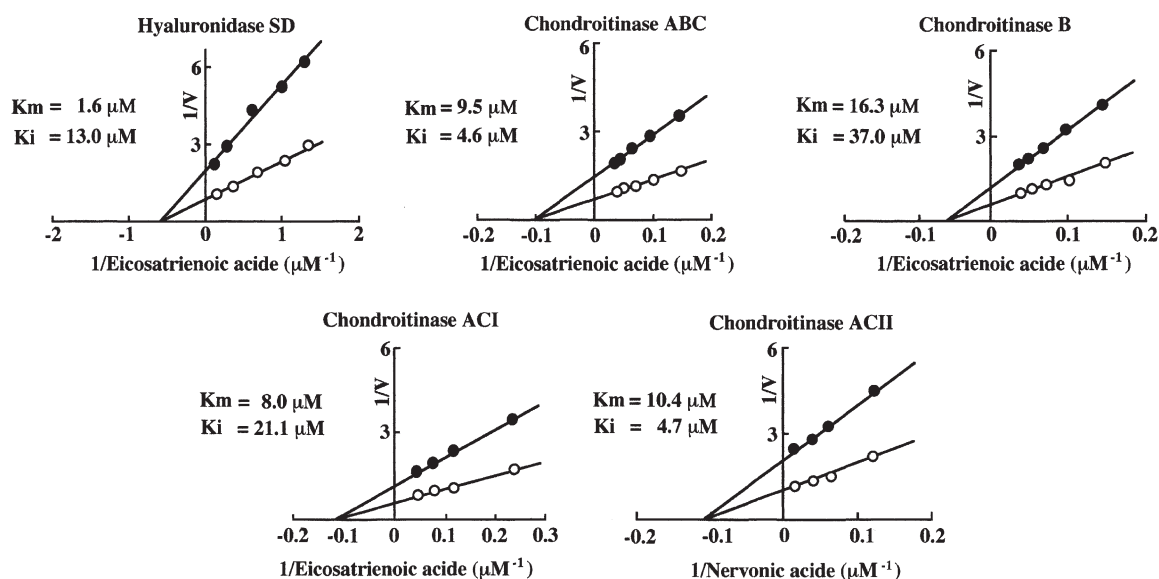 Hyaluronidase SD
Km = 1.6 μM
Ki = 13.0 μM
1/V
6
3
-2 -1 0 1 2
1/Eicosatrienoic acide (μM⁻¹)
Chondroitinase ABC
Km = 9.5 μM
Ki = 4.6 μM
1/V
6
3
-0.2 -0.1 0 0.1 0.2
1/Eicosatrienoic acide (μM⁻¹)
Chondroitinase B
Km = 16.3 μM
Ki = 37.0 μM
1/V
6
3
-0.2 -0.1 0 0.1 0.2
1/Eicosatrienoic acide (μM⁻¹)
Chondroitinase ACI
Km = 8.0 μM
Ki = 21.1 μM
1/V
6
3
-0.2 -0.1 0 0.1 0.2 0.3
1/Eicosatrienoic acide (μM⁻¹)
Chondroitinase ACII
Km = 10.4 μM
Ki = 4.7 μM
1/V
6
3
-0.2 -0.1 0 0.1 0.2
1/Nervonic acide (μM⁻¹)